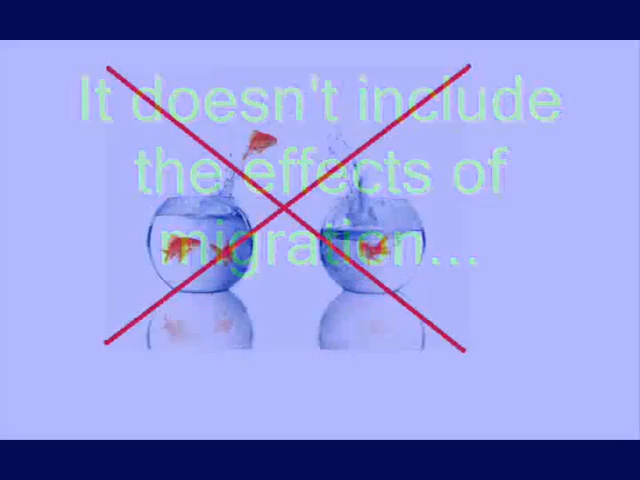 It doesn't include
the effects of
migration...